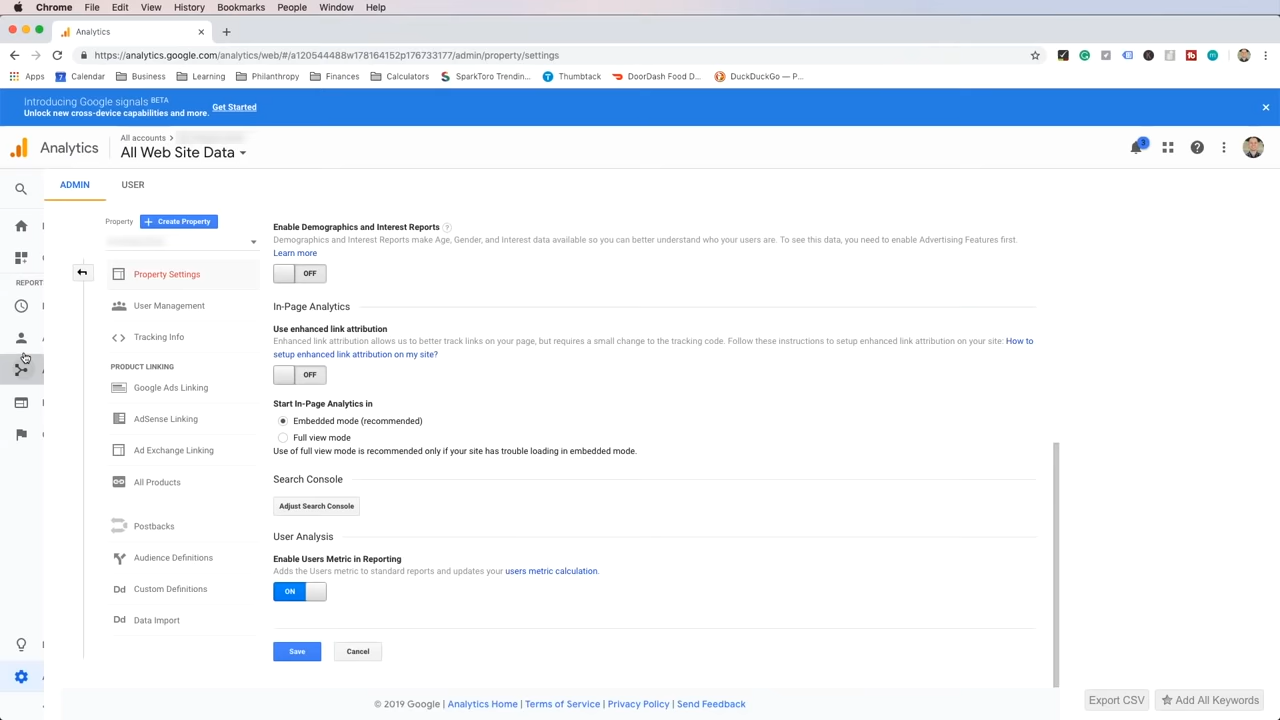 Chrome File Edit View History Bookmarks People Window Help
Analytics
https://analytics.google.com/analytics/web/#/a120544488w178164152p176733177/admin/property/settings
Apps Calendar Business Learning Philanthropy Finances Calculators SparkToro Trendin... Thumbtack DoorDash Food D... DuckDuckGo — P...
Introducing Google signals BETA
Unlock new cross-device capabilities and more. Get Started
Analytics
All accounts >
All Web Site Data
3
ADMIN USER
Property + Create Property
Property Settings
User Management
Tracking Info
PRODUCT LINKING
Google Ads Linking
AdSense Linking
Ad Exchange Linking
All Products
Postbacks
Audience Definitions
Dd Custom Definitions
Dd Data Import
REPORT
Enable Demographics and Interest Reports ?
Demographics and Interest Reports make Age, Gender, and Interest data available so you can better understand who your users are. To see this data, you need to enable Advertising Features first.
Learn more
OFF
In-Page Analytics
Use enhanced link attribution
Enhanced link attribution allows us to better track links on your page, but requires a small change to the tracking code. Follow these instructions to setup enhanced link attribution on your site: How to
setup enhanced link attribution on my site?
OFF
Start In-Page Analytics in
Embedded mode (recommended)
Full view mode
Use of full view mode is recommended only if your site has trouble loading in embedded mode.
Search Console
Adjust Search Console
User Analysis
Enable Users Metric in Reporting
Adds the Users metric to standard reports and updates your users metric calculation.
ON
Save Cancel
© 2019 Google | Analytics Home | Terms of Service | Privacy Policy | Send Feedback
Export CSV Add All Keywords